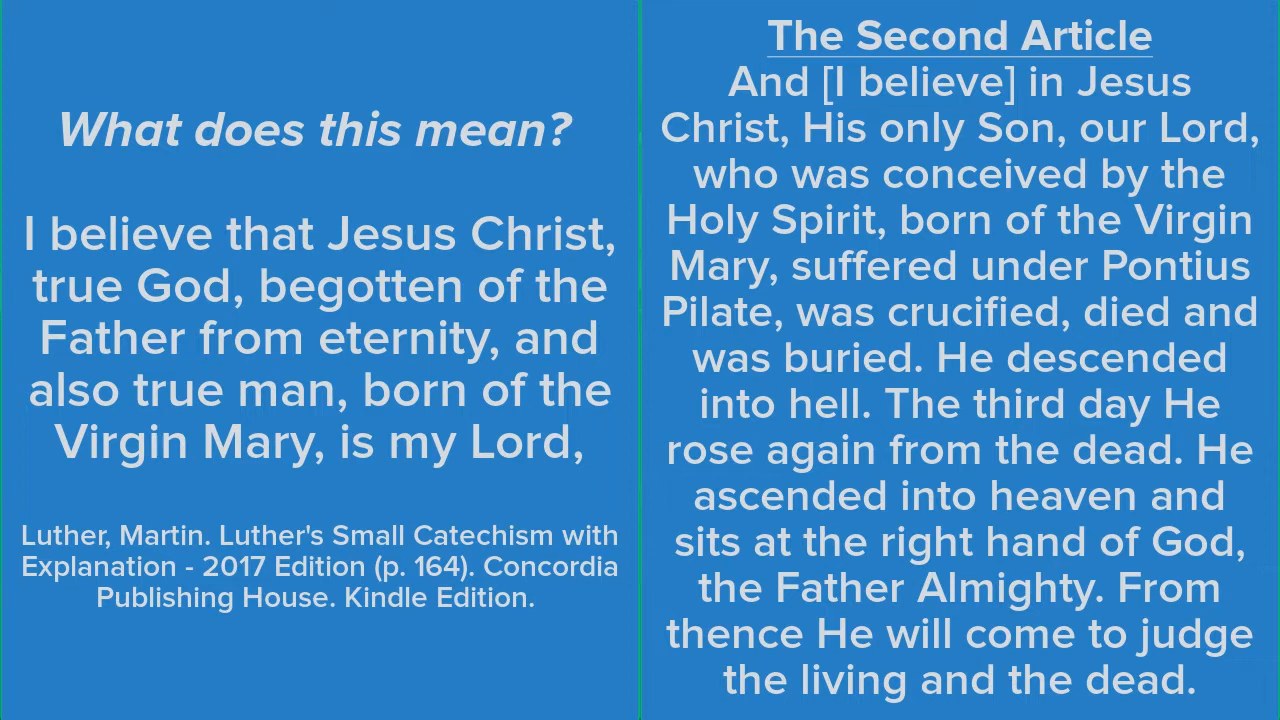 What does this mean?
I believe that Jesus Christ,
true God, begotten of the
Father from eternity, and
also true man, born of the
Virgin Mary, is my Lord,
Luther, Martin. Luther's Small Catechism with
Explanation - 2017 Edition (p. 164). Concordia
Publishing House. Kindle Edition.
The Second Article
And [I believe] in Jesus
Christ, His only Son, our Lord,
who was conceived by the
Holy Spirit, born of the Virgin
Mary, suffered under Pontius
Pilate, was crucified, died and
was buried. He descended
into hell. The third day He
rose again from the dead. He
ascended into heaven and
sits at the right hand of God,
the Father Almighty. From
thence He will come to judge
the living and the dead.